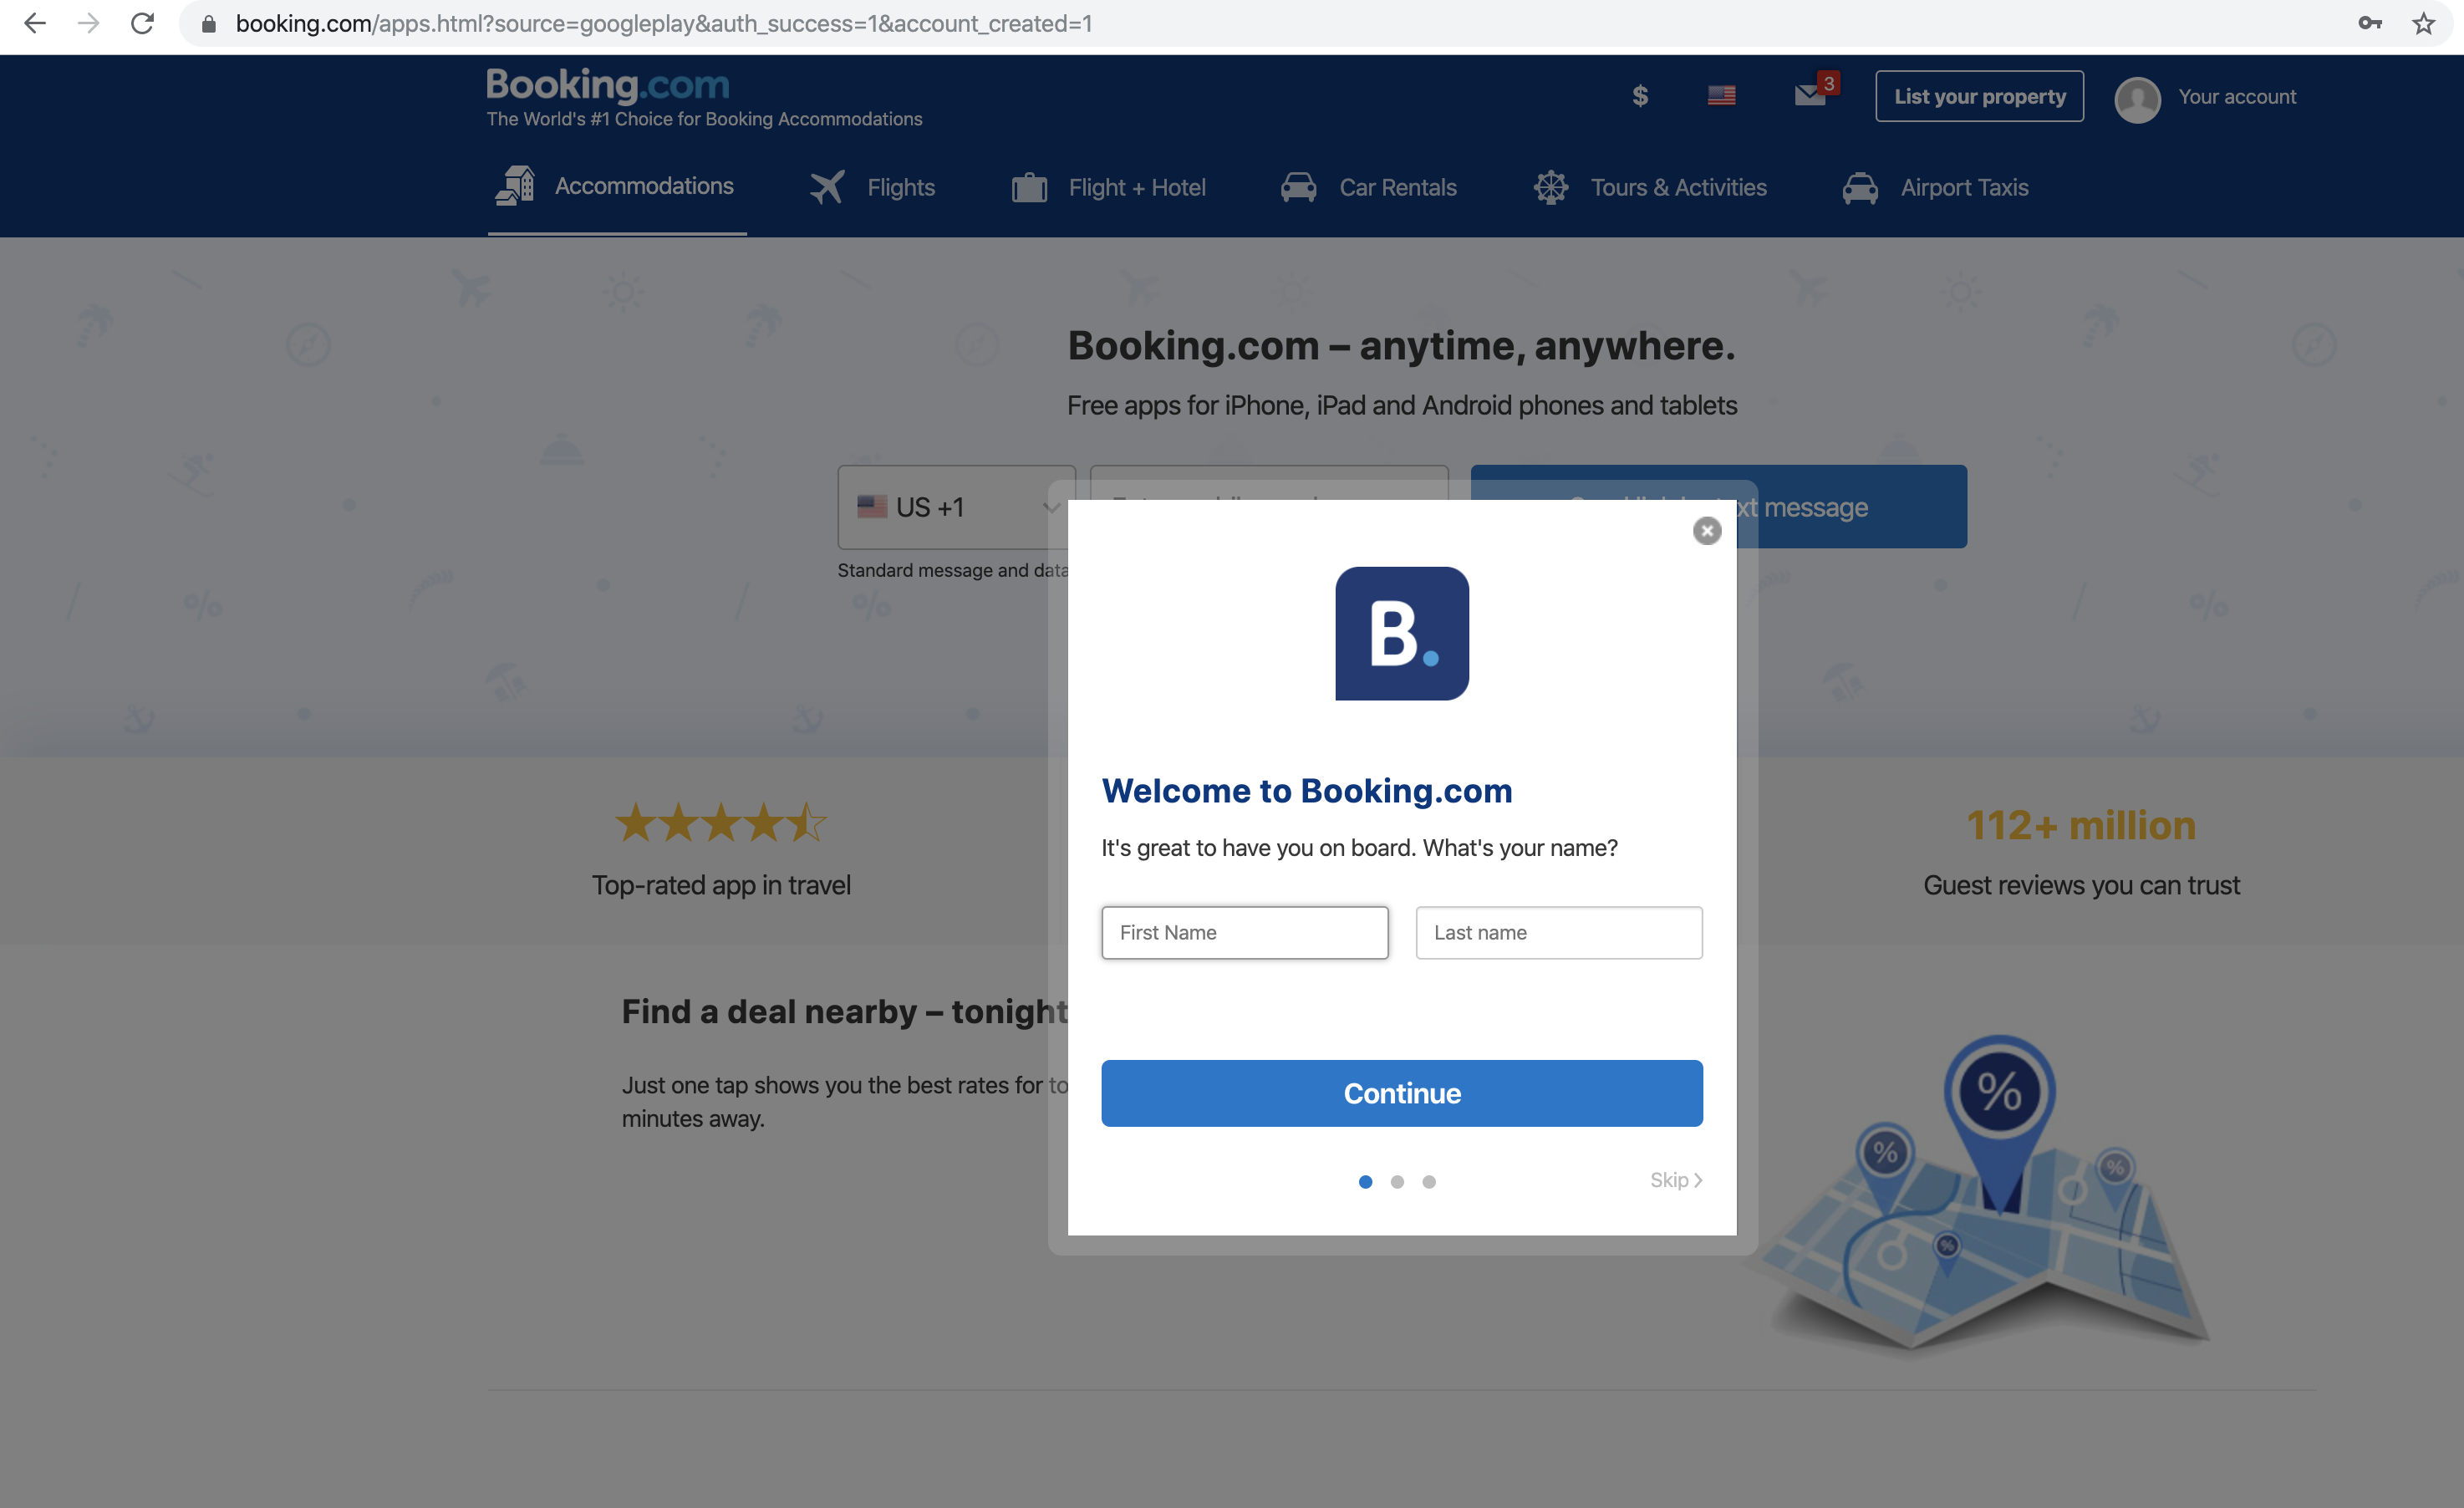 booking.com/apps.html?source=googleplay&auth_success=1&account_created=1
Booking.com
The World's #1 Choice for Booking Accommodations
$
3
List your property
Your account
Accommodations
Flights
Flight + Hotel
Car Rentals
Tours & Activities
Airport Taxis
Booking.com – anytime, anywhere.
Free apps for iPhone, iPad and Android phones and tablets
US +1
message
Standard message and data
B.
Welcome to Booking.com
It's great to have you on board. What's your name?
First Name
Last name
Continue
Skip
Top-rated app in travel
112+ million
Guest reviews you can trust
Find a deal nearby – tonight
Just one tap shows you the best rates for
minutes away.
%
%
%
%